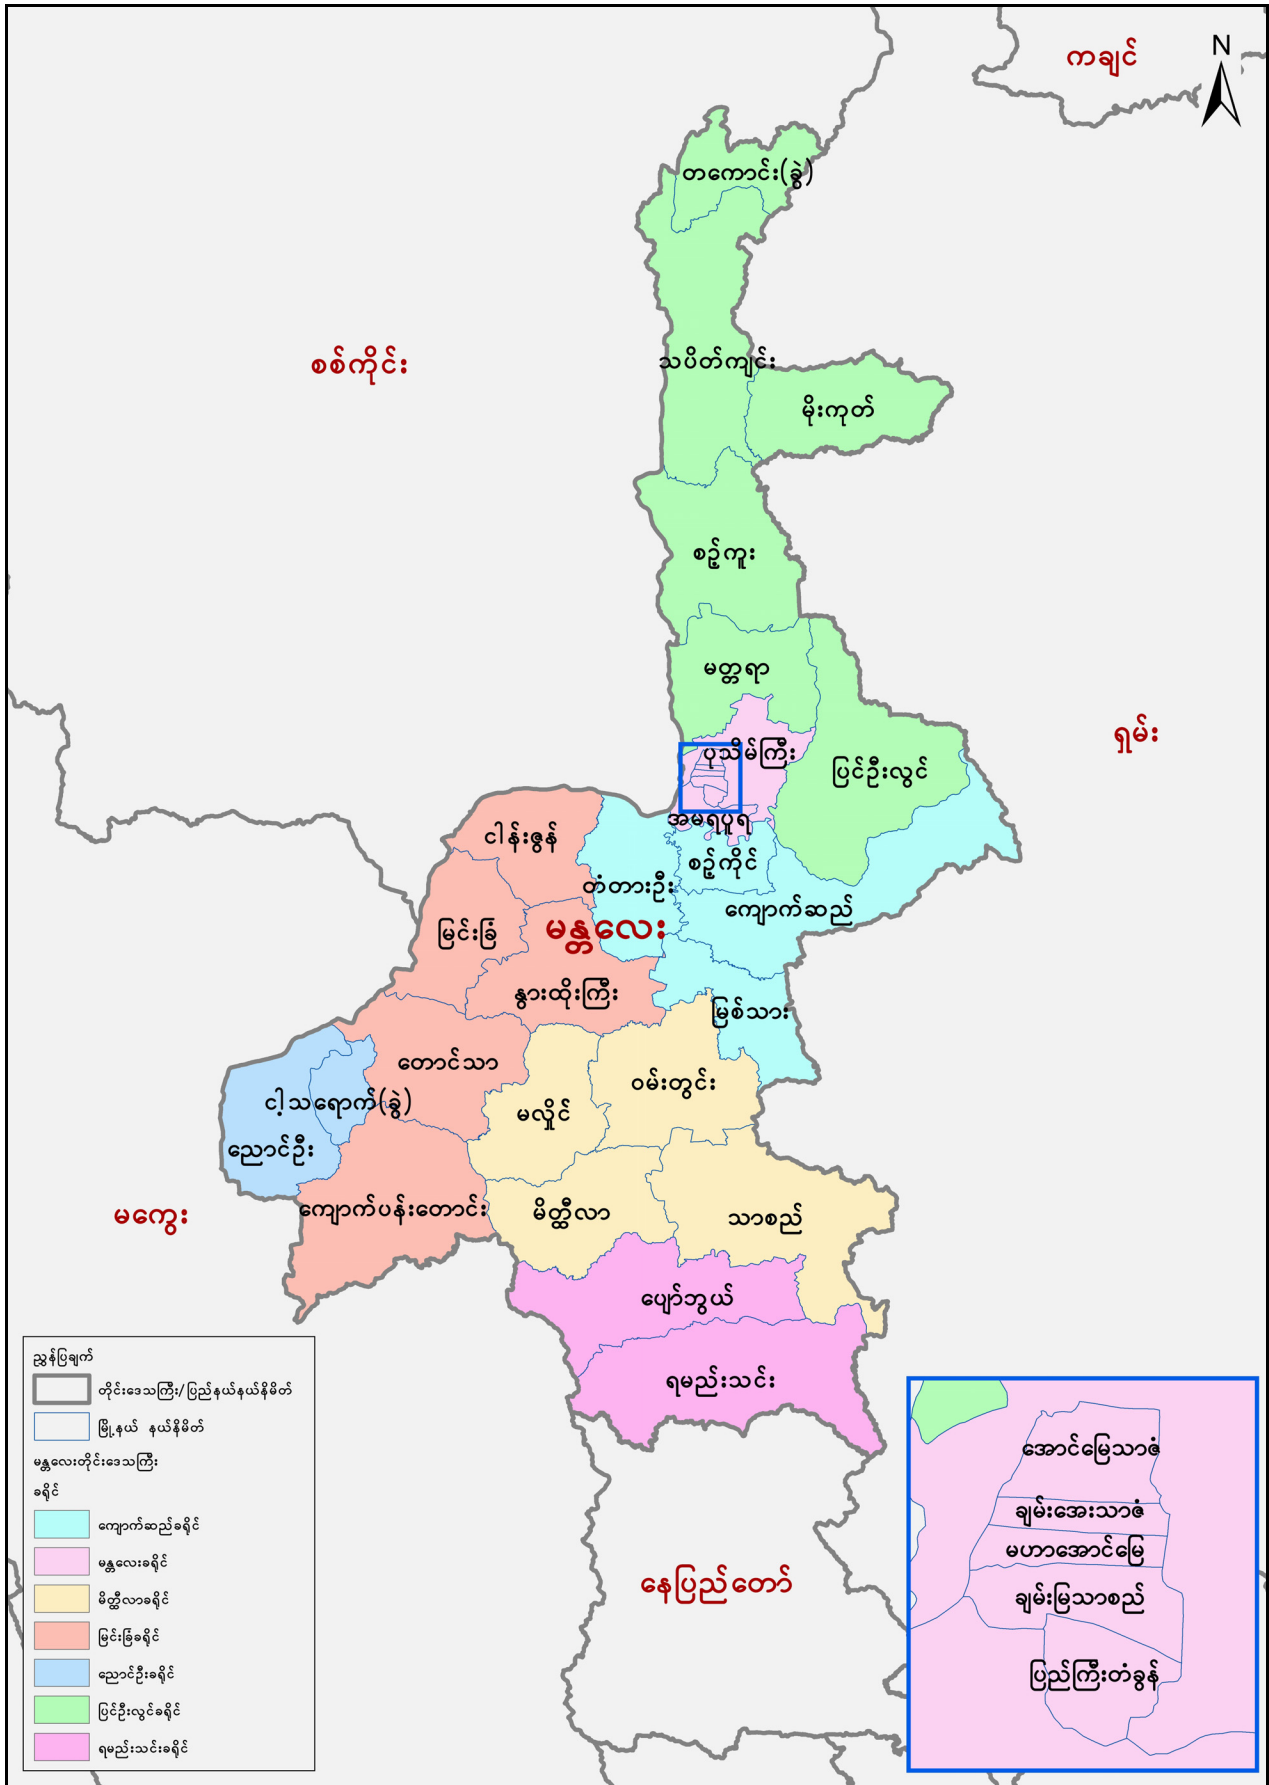 ကချင်
N
တကောင်း(ခွဲ)
စစ်ကိုင်း
သပိတ်ကျင်း
မိုးကုတ်
စဉ့်ကူး
မတ္တရာ
ရှမ်း
ပုသိမ်ကြီး
ပြင်ဦးလွင်
အမရပူရ
ငါန်းဇွန်
စဉ့်ကိုင်
တံတားဦး
ကျောက်ဆည်
မြင်းခြံ
မန္တလေး
နွားထိုးကြီး
မြစ်သား
တောင်သာ
ဝမ်းတွင်း
ငါ့သရောက်(ခွဲ)
မလှိုင်
ညောင်ဦး
မကွေး
ကျောက်ပန်းတောင်း
မိတ္ထီလာ
သာစည်
ပျော်ဘွယ်
ရမည်းသင်း
နေပြည်တော်
ညွှန်ပြချက်
တိုင်းဒေသကြီး/ပြည်နယ်နယ်နိမိတ်
မြို့နယ် နယ်နိမိတ်
မန္တလေးတိုင်းဒေသကြီး
ခရိုင်
ကျောက်ဆည်ခရိုင်
မန္တလေးခရိုင်
မိတ္ထီလာခရိုင်
မြင်းခြံခရိုင်
ညောင်ဦးခရိုင်
ပြင်ဦးလွင်ခရိုင်
ရမည်းသင်းခရိုင်
အောင်မြေသာဇံ
ချမ်းအေးသာဇံ
မဟာအောင်မြေ
ချမ်းမြသာစည်
ပြည်ကြီးတံခွန်